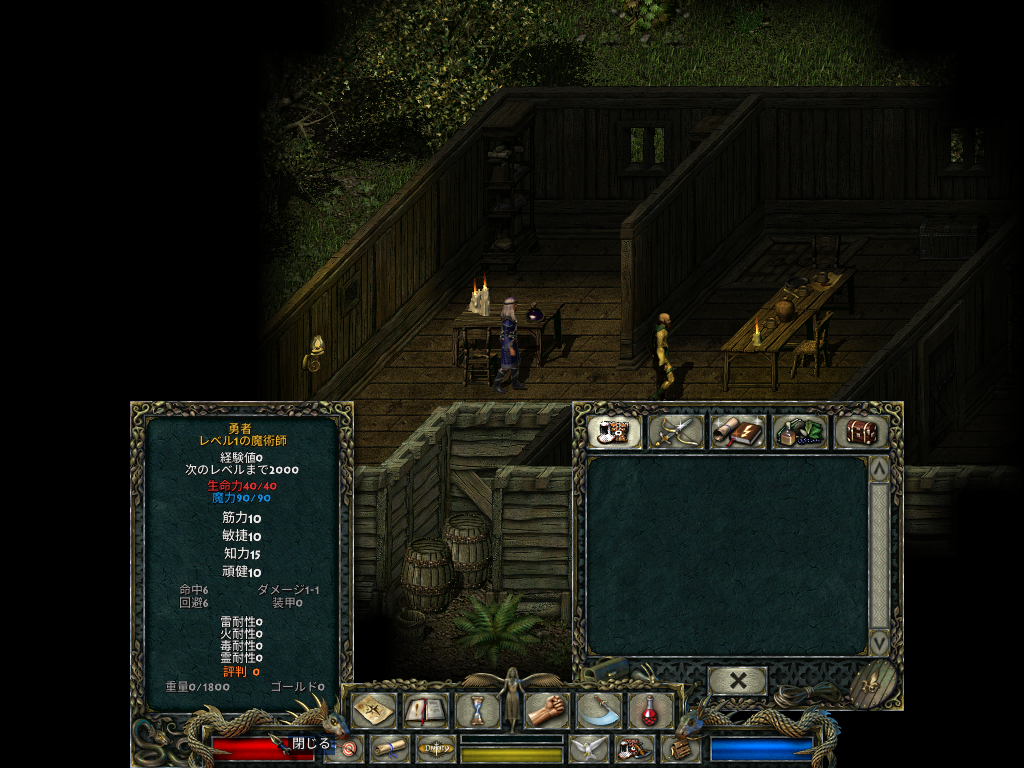 勇者
レベル1の魔術師
経験値0
次のレベルまで2000
生命力40/40
魔力90/90
筋力10
敏捷10
知力15
頑健10
命中6 ダメージ1-1
回避6 装甲0
雷耐性0
火耐性0
毒耐性0
霊耐性0
評判 0
重量0/1800 ゴールド0
閉じる
DIVINITY